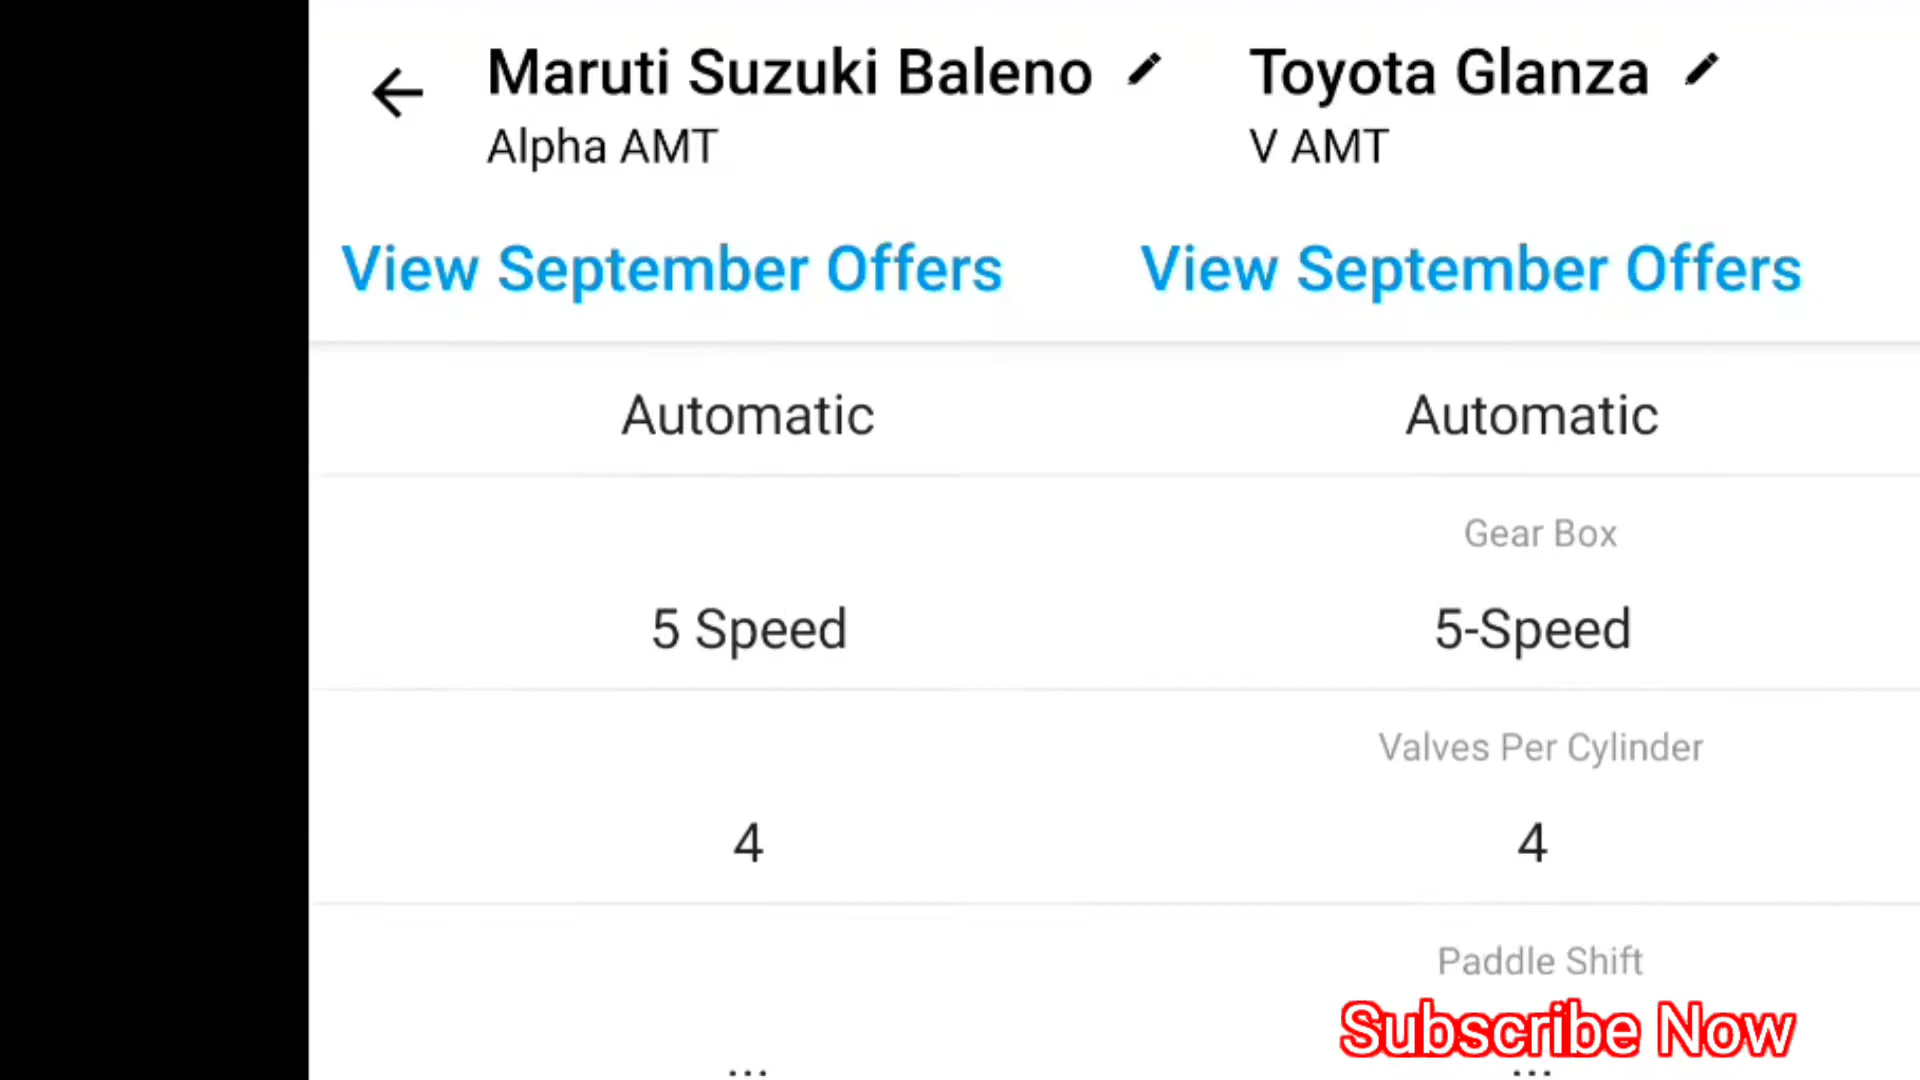 Maruti Suzuki Baleno Toyota Glanza
Alpha AMT V AMT
View September Offers View September Offers
Automatic Automatic
Gear Box
5 Speed 5-Speed
Valves Per Cylinder
4 4
Paddle Shift
Subscribe Now
... ...